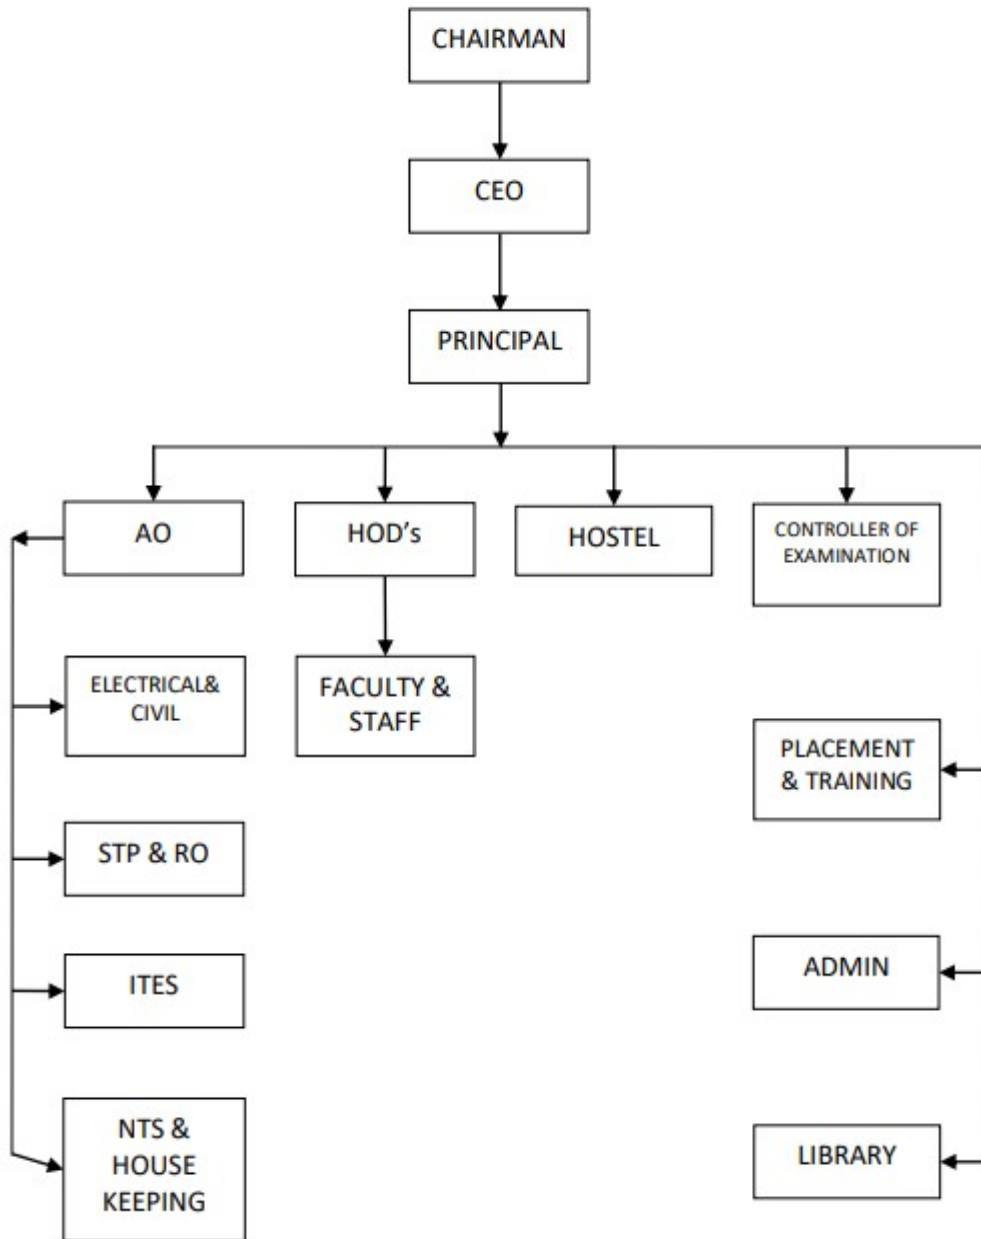 CHAIRMAN
CEO
PRINCIPAL
AO
HOD's
HOSTEL
CONTROLLER OF
EXAMINATION
ELECTRICAL&
CIVIL
FACULTY &
STAFF
PLACEMENT
& TRAINING
STP & RO
ADMIN
ITES
NTS &
HOUSE
KEEPING
LIBRARY